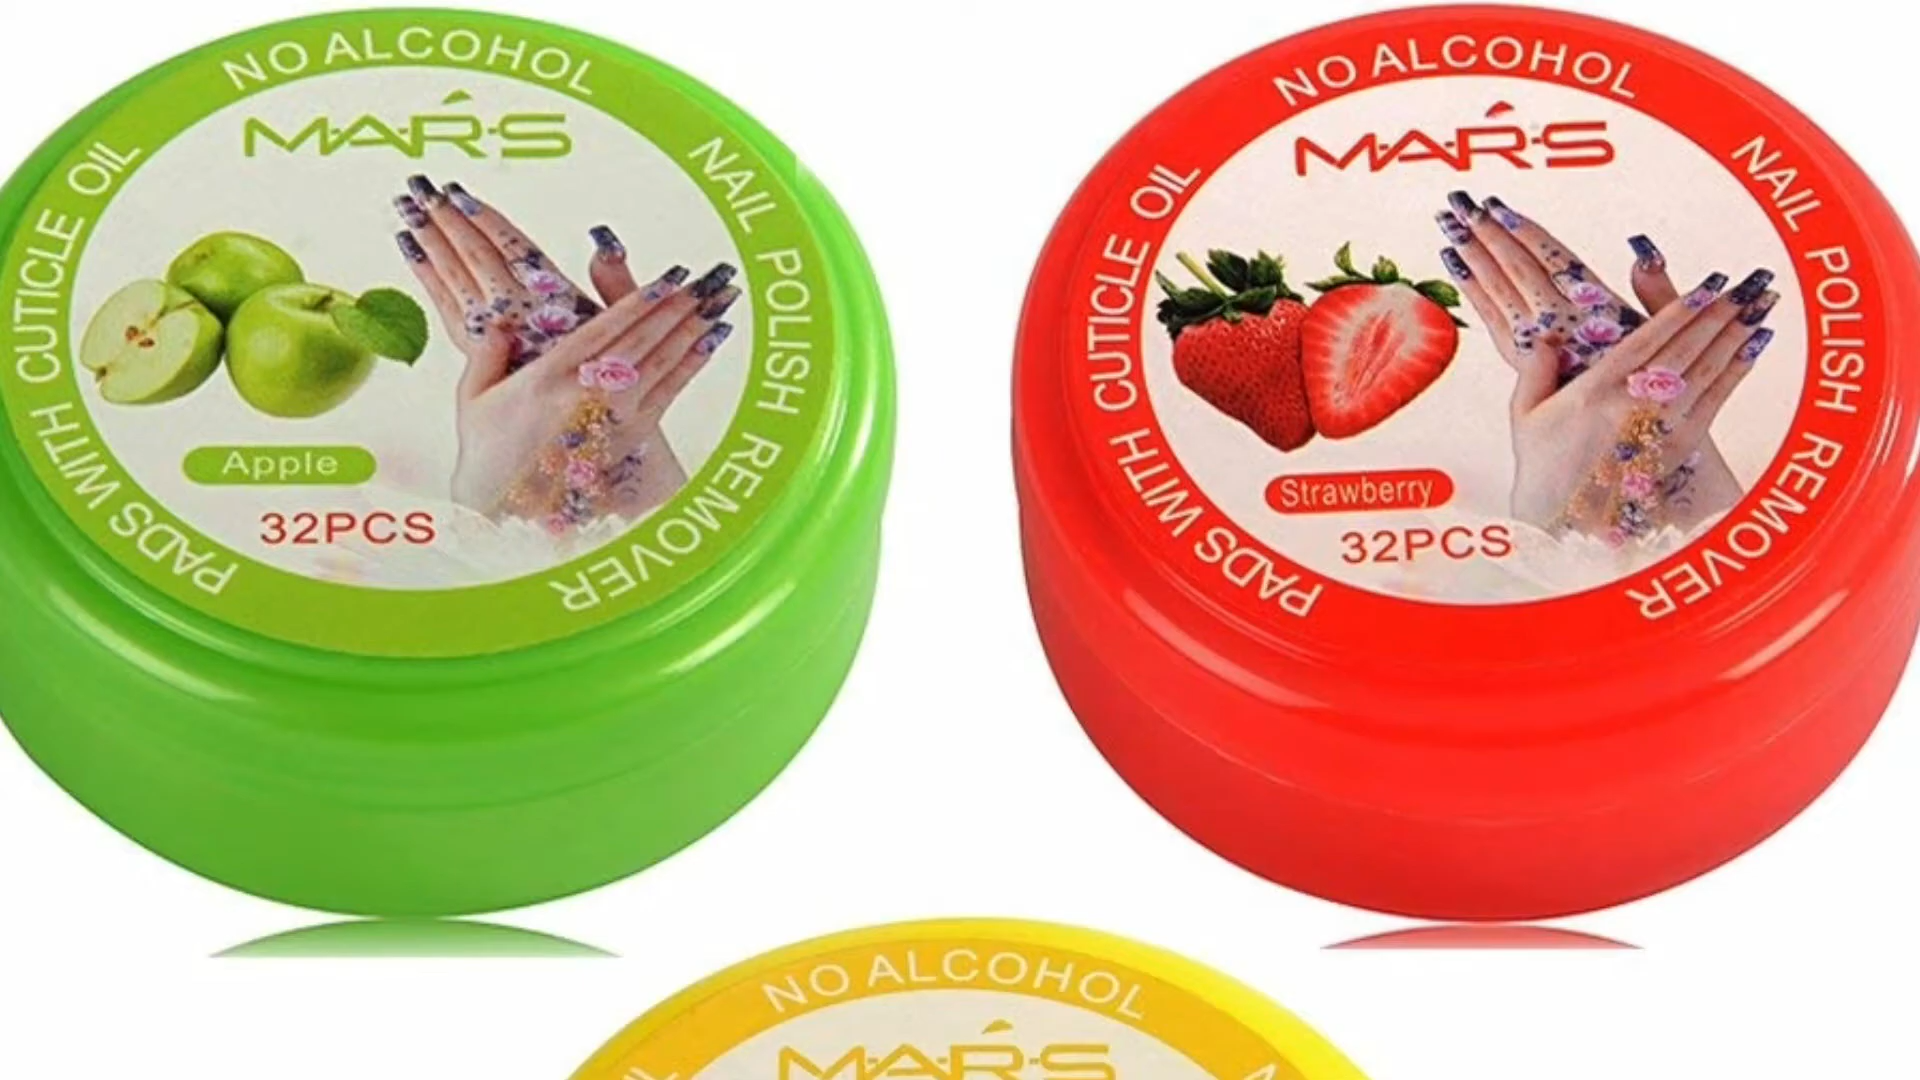 NO ALCOHOL
MARS
NAIL POLISH REMOVER
PADS WITH CUTICLE OIL
Apple
32PCS
NO ALCOHOL
MARS
NAIL POLISH REMOVER
PADS WITH CUTICLE OIL
Strawberry
32PCS
NO ALCOHOL
MARS